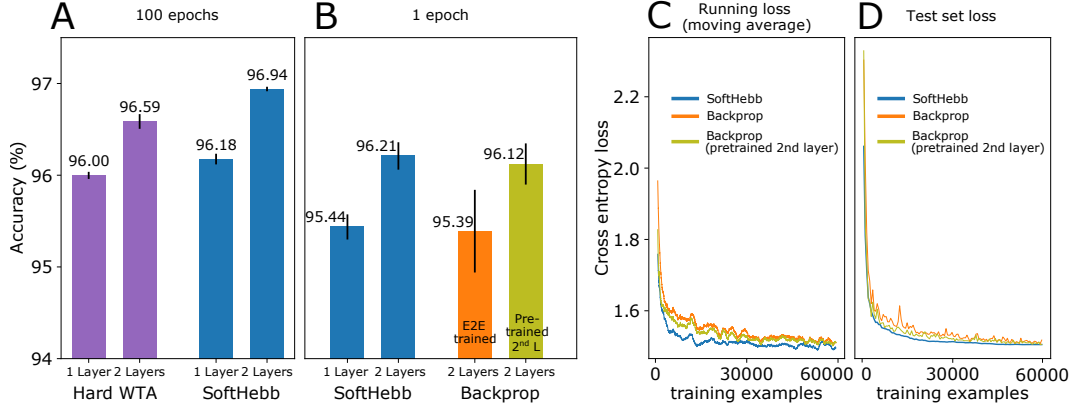 A
100 epochs
B
1 epoch
C
Running loss
(moving average)
D
Test set loss
Accuracy (%)
97
96
95
94
96.00
96.59
96.18
96.94
1 Layer
2 Layers
1 Layer
2 Layers
Hard WTA
SoftHebb
95.44
96.21
95.39
96.12
E2E
trained
Pre-
trained
2nd L
1 Layer
2 Layers
2 Layers
2 Layers
SoftHebb
Backprop
Cross entropy loss
2.2
2.0
1.8
1.6
SoftHebb
Backprop
Backprop
(pretrained 2nd layer)
0
30000
60000
training examples
SoftHebb
Backprop
Backprop
(pretrained 2nd layer)
0
30000
60000
training examples